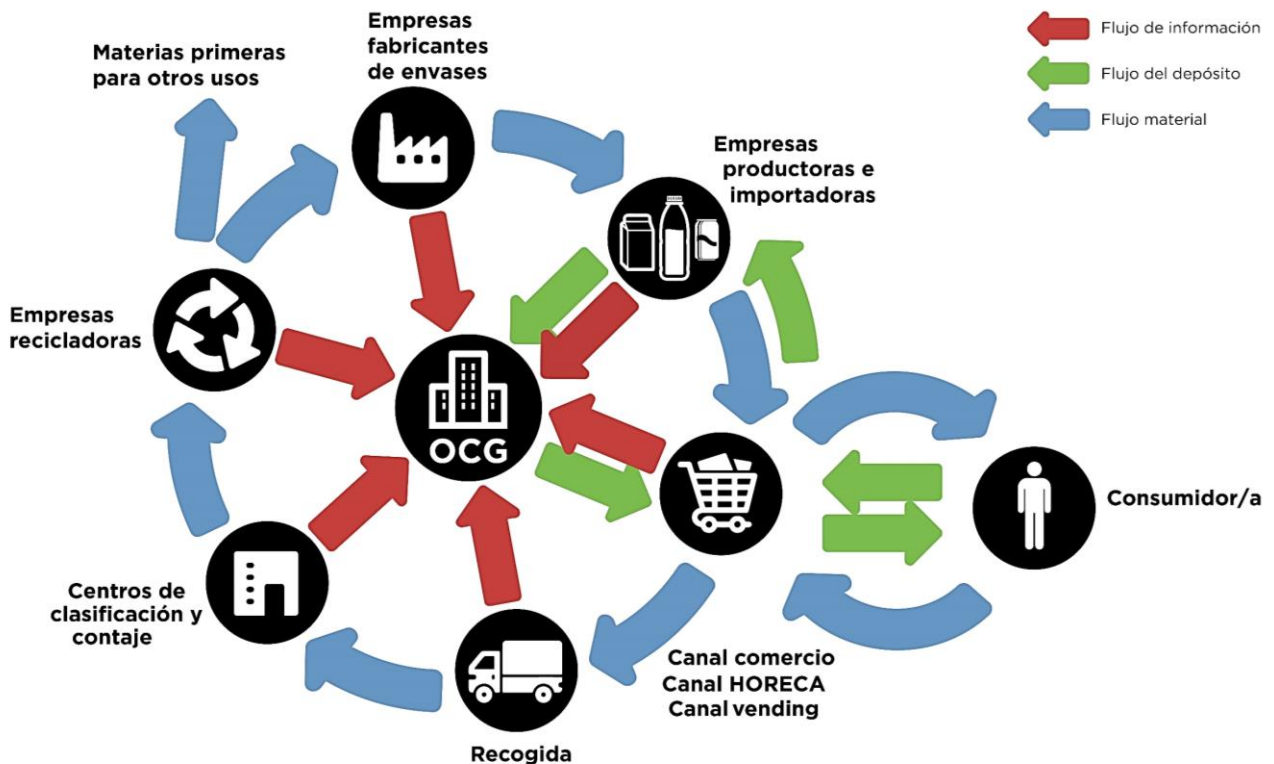 Empresas
fabricantes
de envases
Materias primeras
para otros usos
Flujo de información
Flujo del depósito
Flujo material
Empresas
productoras e
importadoras
Empresas
recicladoras
OCG
Consumidor/a
Centros de
clasificación y
contaje
Canal comercio
Canal HORECA
Canal vending
Recogida